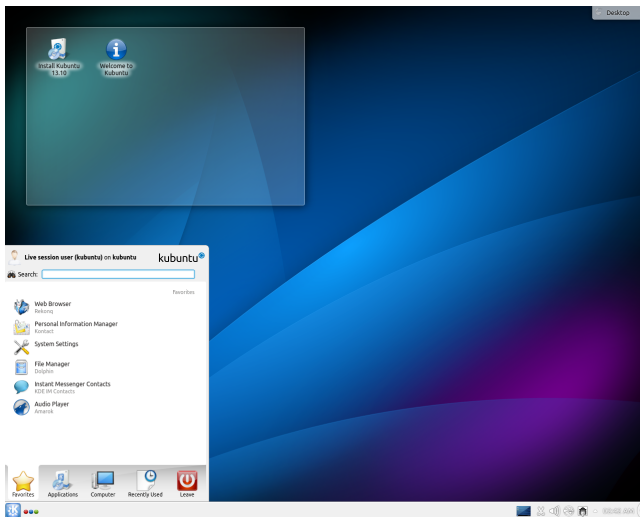 Desktop
Install Kubuntu
13.10
Welcome to
Kubuntu
Live session user (kubuntu) on kubuntu
kubuntu
Search:
Favorites
Web Browser
Rekonq
Personal Information Manager
Kontact
System Settings
File Manager
Dolphin
Instant Messenger Contacts
KDE IM Contacts
Audio Player
Amarok
Favorites
Applications
Computer
Recently Used
Leave